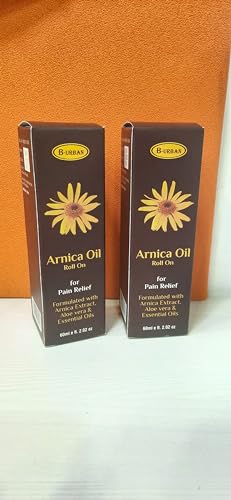 B-URBAN
Arnica Oil
Roll On
for
Pain Relief
Formulated with
Arnica Extract,
Aloe vera &
Essential Oils
60ml e fl. 2.02 oz
B-URBAN
Arnica Oil
Roll On
for
Pain Relief
Formulated with
Arnica Extract,
Aloe vera &
Essential Oils
60ml e fl. 2.02 oz